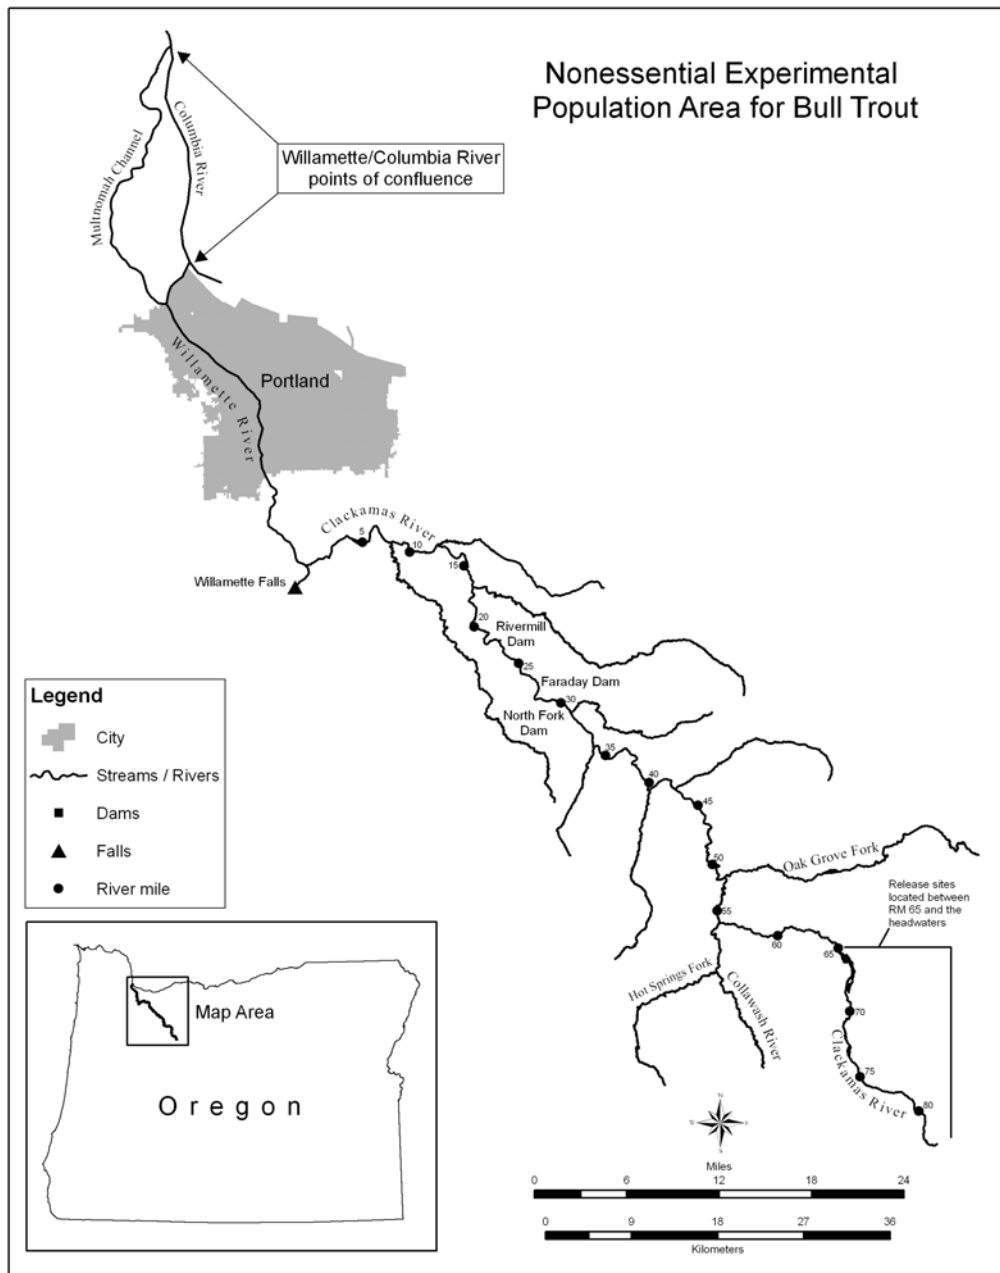 Nonessential Experimental
Population Area for Bull Trout
Columbia River
Multnomah Channel
Willamette/Columbia River
points of confluence
Willamette River
Portland
Clackamas River
5
10
15
Willamette Falls
20
Rivermill
Dam
25
Faraday Dam
30
North Fork
Dam
35
40
45
50
Oak Grove Fork
55
60
65
Release sites
located between
RM 65 and the
headwaters
Hot Springs Fork
Collawash River
70
75
Clackamas River
80
Legend
City
Streams / Rivers
Dams
Falls
River mile
Map Area
Oregon
N
W
E
S
Miles
0 6 12 18 24
0 9 18 27 36
Kilometers